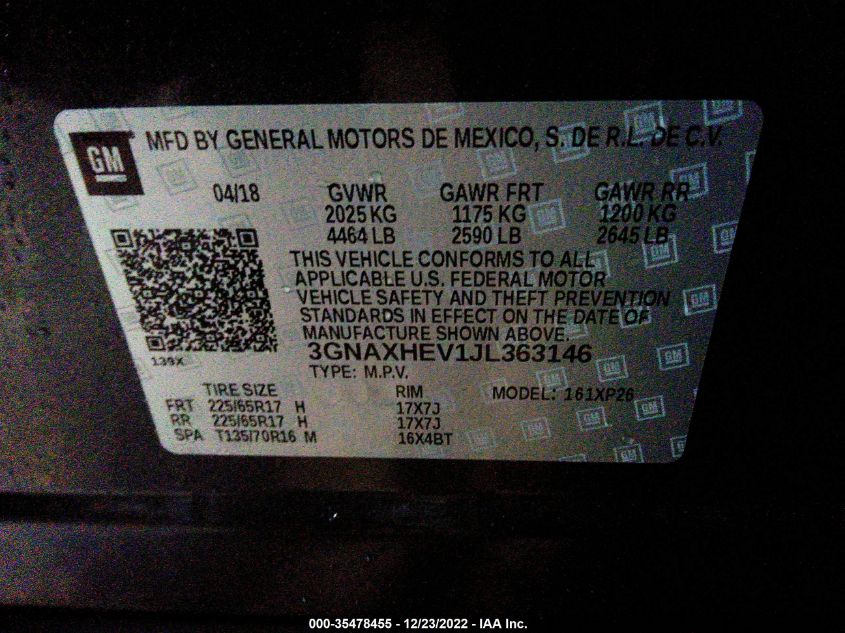 GM MFD BY GENERAL MOTORS DE MEXICO, S. DE R.L. DE C.V.
04/18 GVWR GAWR FRT GAWR RR
2025 KG 1175 KG 1200 KG
4464 LB 2590 LB 2645 LB
THIS VEHICLE CONFORMS TO ALL
APPLICABLE U.S. FEDERAL MOTOR
VEHICLE SAFETY AND THEFT PREVENTION
STANDARDS IN EFFECT ON THE DATE OF
MANUFACTURE SHOWN ABOVE.
139X 3GNAXHEV1JL363146
TYPE: M.P.V.
TIRE SIZE RIM MODEL: 161XP26
FRT 225/65R17 H 17X7J
RR 225/65R17 H 17X7J
SPA T135/70R16 M 16X4BT
000-35478455 - 12/23/2022 - IAA Inc.